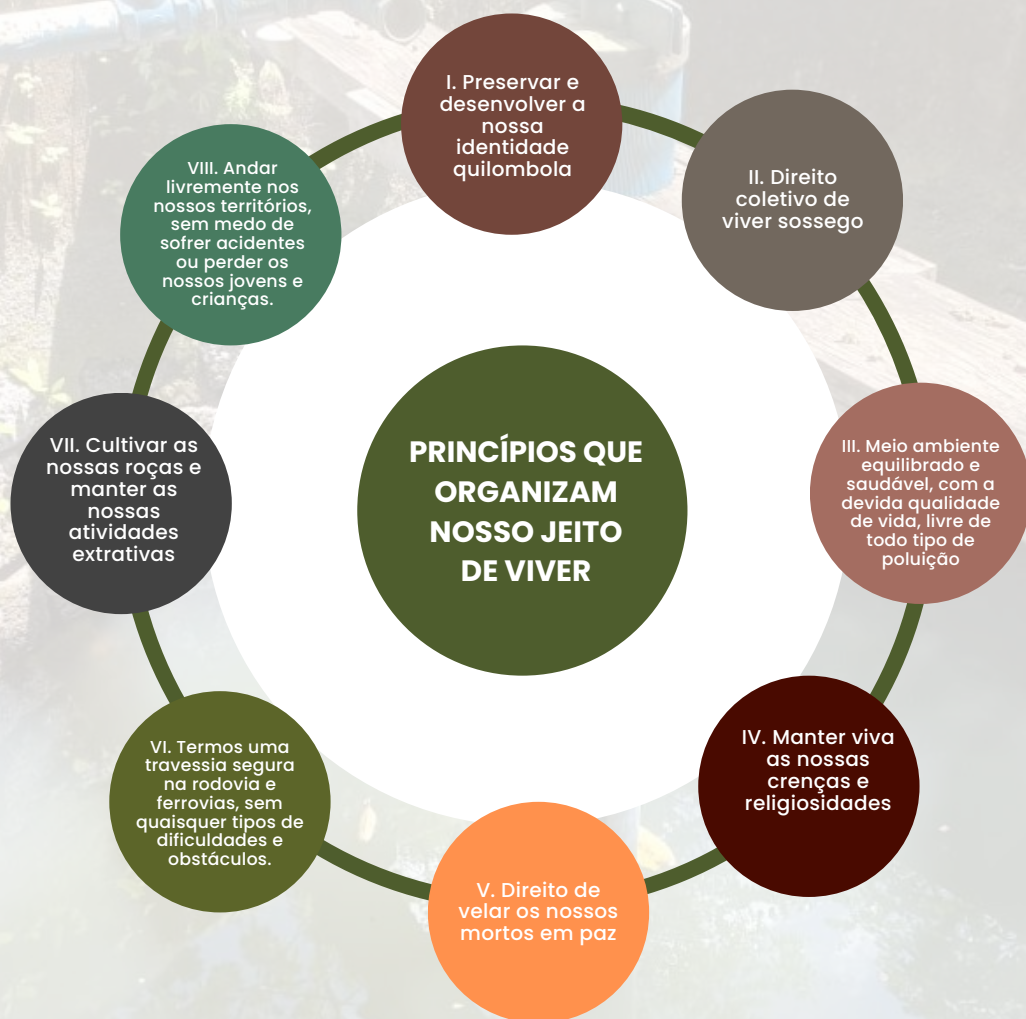 PRINCÍPIOS QUE
ORGANIZAM
NOSSO JEITO
DE VIVER
I. Preservar e
desenvolver a
nossa
identidade
quilombola
II. Direito
coletivo de
viver sossego
III. Meio ambiente
equilibrado e
saudável, com a
devida qualidade
de vida, livre de
todo tipo de
poluição
IV. Manter viva
as nossas
crenças e
religiosidades
V. Direito de
velar os nossos
mortos em paz
VI. Termos uma
travessia segura
na rodovia e
ferrovias, sem
quaisquer tipos de
dificuldades e
obstáculos.
VII. Cultivar as
nossas roças e
manter as
nossas
atividades
extrativas
VIII. Andar
livremente nos
nossos territórios,
sem medo de
sofrer acidentes
ou perder os
nossos jovens e
crianças.